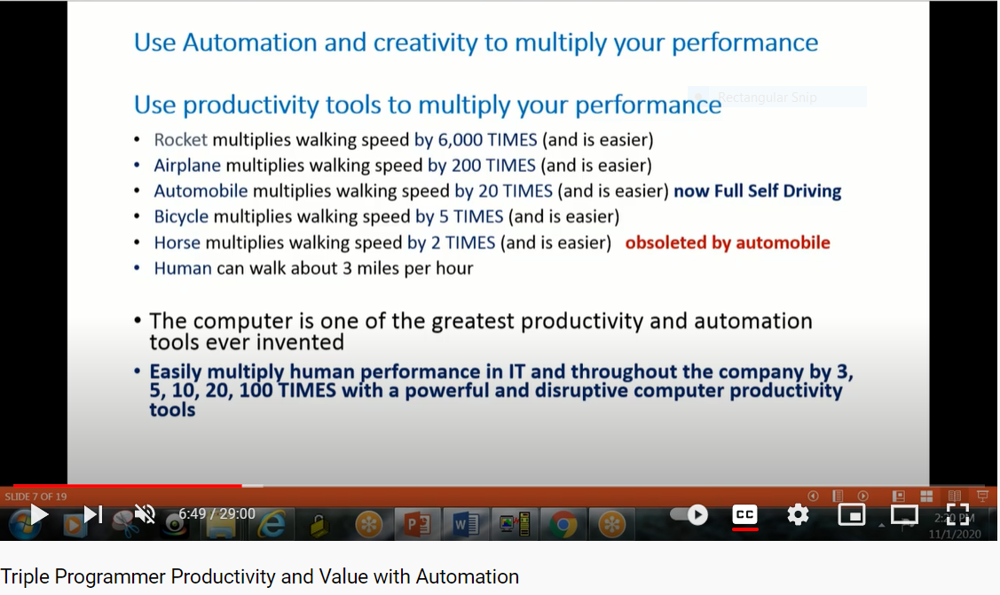 Use Automation and creativity to multiply your performance
Rectangular Snip
Use productivity tools to multiply your performance
• Rocket multiplies walking speed by 6,000 TIMES (and is easier)
• Airplane multiplies walking speed by 200 TIMES (and is easier)
• Automobile multiplies walking speed by 20 TIMES (and is easier) now Full Self Driving
• Bicycle multiplies walking speed by 5 TIMES (and is easier)
• Horse multiplies walking speed by 2 TIMES (and is easier) obsoleted by automobile
• Human can walk about 3 miles per hour
• The computer is one of the greatest productivity and automation
tools ever invented
• Easily multiply human performance in IT and throughout the company by 3,
5, 10, 20, 100 TIMES with a powerful and disruptive computer productivity
tools
SLIDE 7 OF 19
6:49 / 29:00
CC
2:20 PM
11/1/2020
Triple Programmer Productivity and Value with Automation